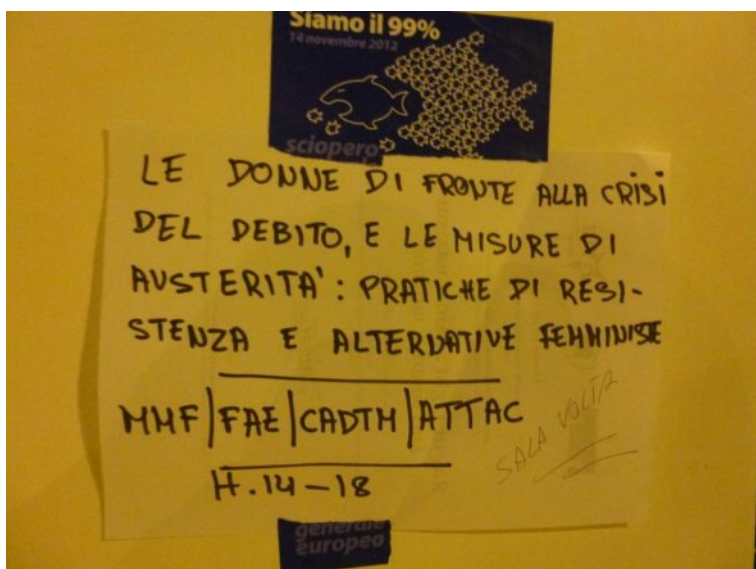 Siamo il 99%
14 novembre 2012
sciopero
LE DONNE DI FRONTE ALLA CRISI
DEL DEBITO, E LE MISURE DI
AUSTERITA': PRATICHE DI RESI-
STENZA E ALTERNATIVE FEMMINISTE
MMF|FAE|CADTM|ATTAC
SALA VOLTA
H.14-18
generale
europeo